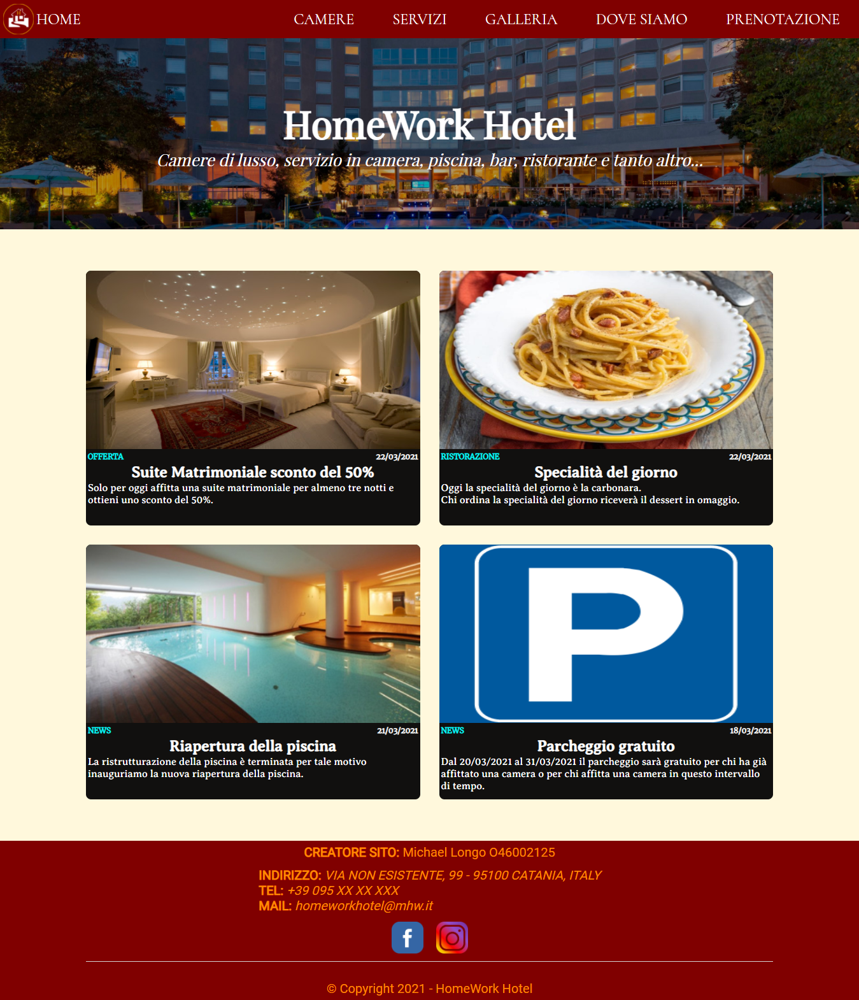 HOME CAMERE SERVIZI GALLERIA DOVE SIAMO PRENOTAZIONE
HomeWork Hotel
Camere di lusso, servizio in camera, piscina, bar, ristorante e tanto altro...
OFFERTA 22/03/2021
Suite Matrimoniale sconto del 50%
Solo per oggi affitta una suite matrimoniale per almeno tre notti e
ottieni uno sconto del 50%.
RISTORAZIONE 22/03/2021
Specialità del giorno
Oggi la specialità del giorno è la carbonara.
Chi ordina la specialità del giorno riceverà il dessert in omaggio.
P
NEWS 21/03/2021
Riapertura della piscina
La ristrutturazione della piscina è terminata per tale motivo
inauguriamo la nuova riapertura della piscina.
NEWS 18/03/2021
Parcheggio gratuito
Dal 20/03/2021 al 31/03/2021 il parcheggio sarà gratuito per chi ha già
affittato una camera o per chi affitta una camera in questo intervallo
di tempo.
CREATORE SITO: Michael Longo O46002125
INDIRIZZO: VIA NON ESISTENTE, 99 - 95100 CATANIA, ITALY
TEL: +39 095 XX XX XXX
MAIL: homeworkhotel@mhw.it
f
© Copyright 2021 - HomeWork Hotel